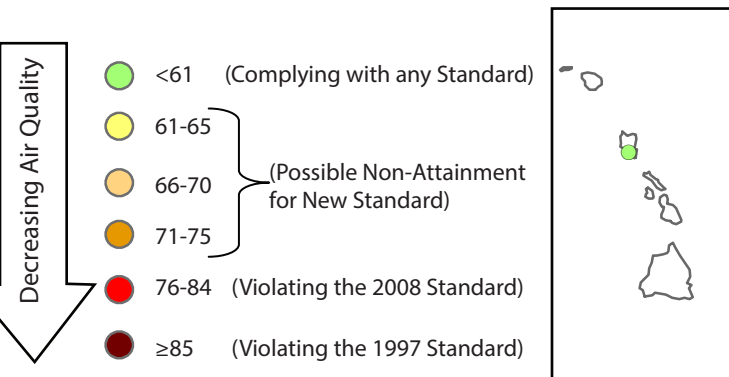 Decreasing Air Quality
<61 (Complying with any Standard)
61-65
66-70
71-75
(Possible Non-Attainment
for New Standard)
76-84 (Violating the 2008 Standard)
≥85 (Violating the 1997 Standard)